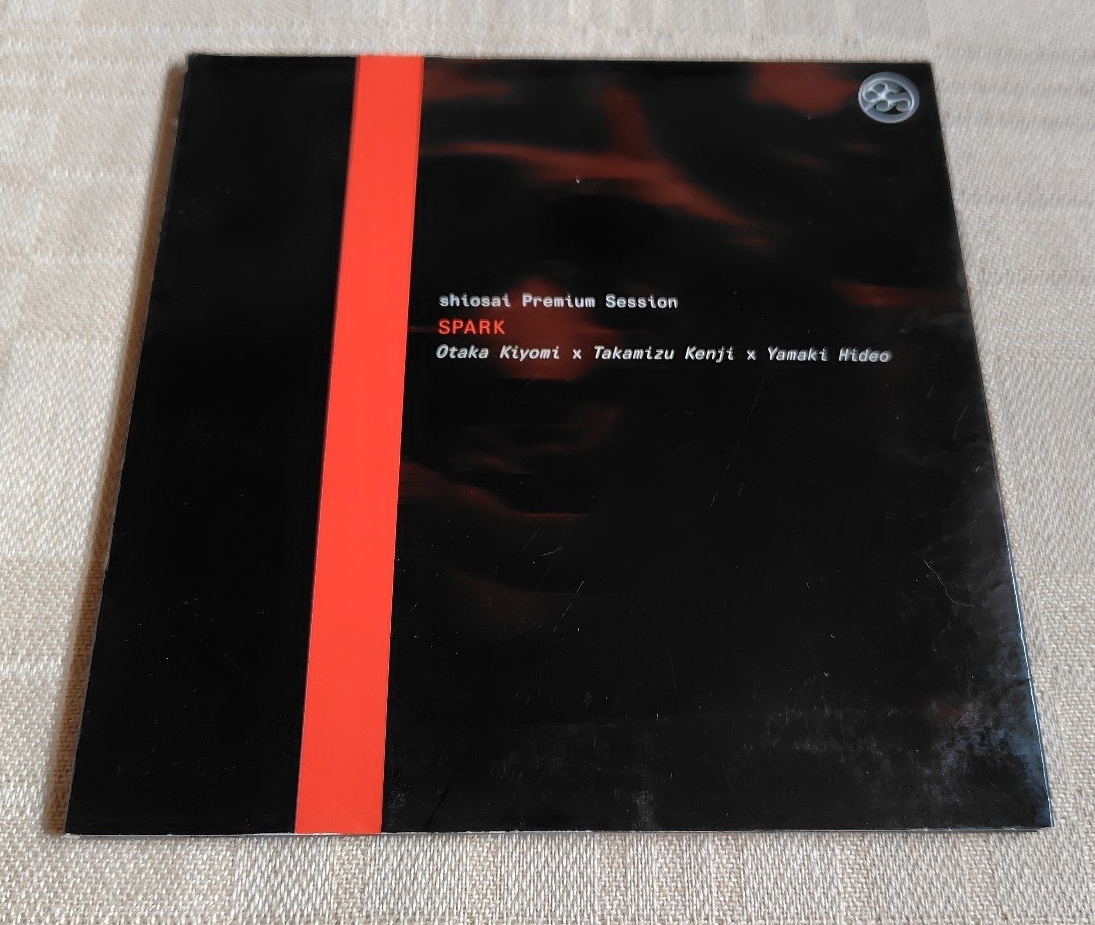 shiosai Premium Session
SPARK
Otaka Kiyomi x Takamizu Kenji x Yamaki Hideo